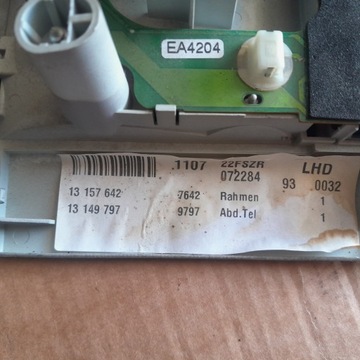 EA4204
1107 22FSZR LHD
072284 93 .0032
13 157 642 7642 Rahmen 1
13 149 797 9797 Abd.Tel 1